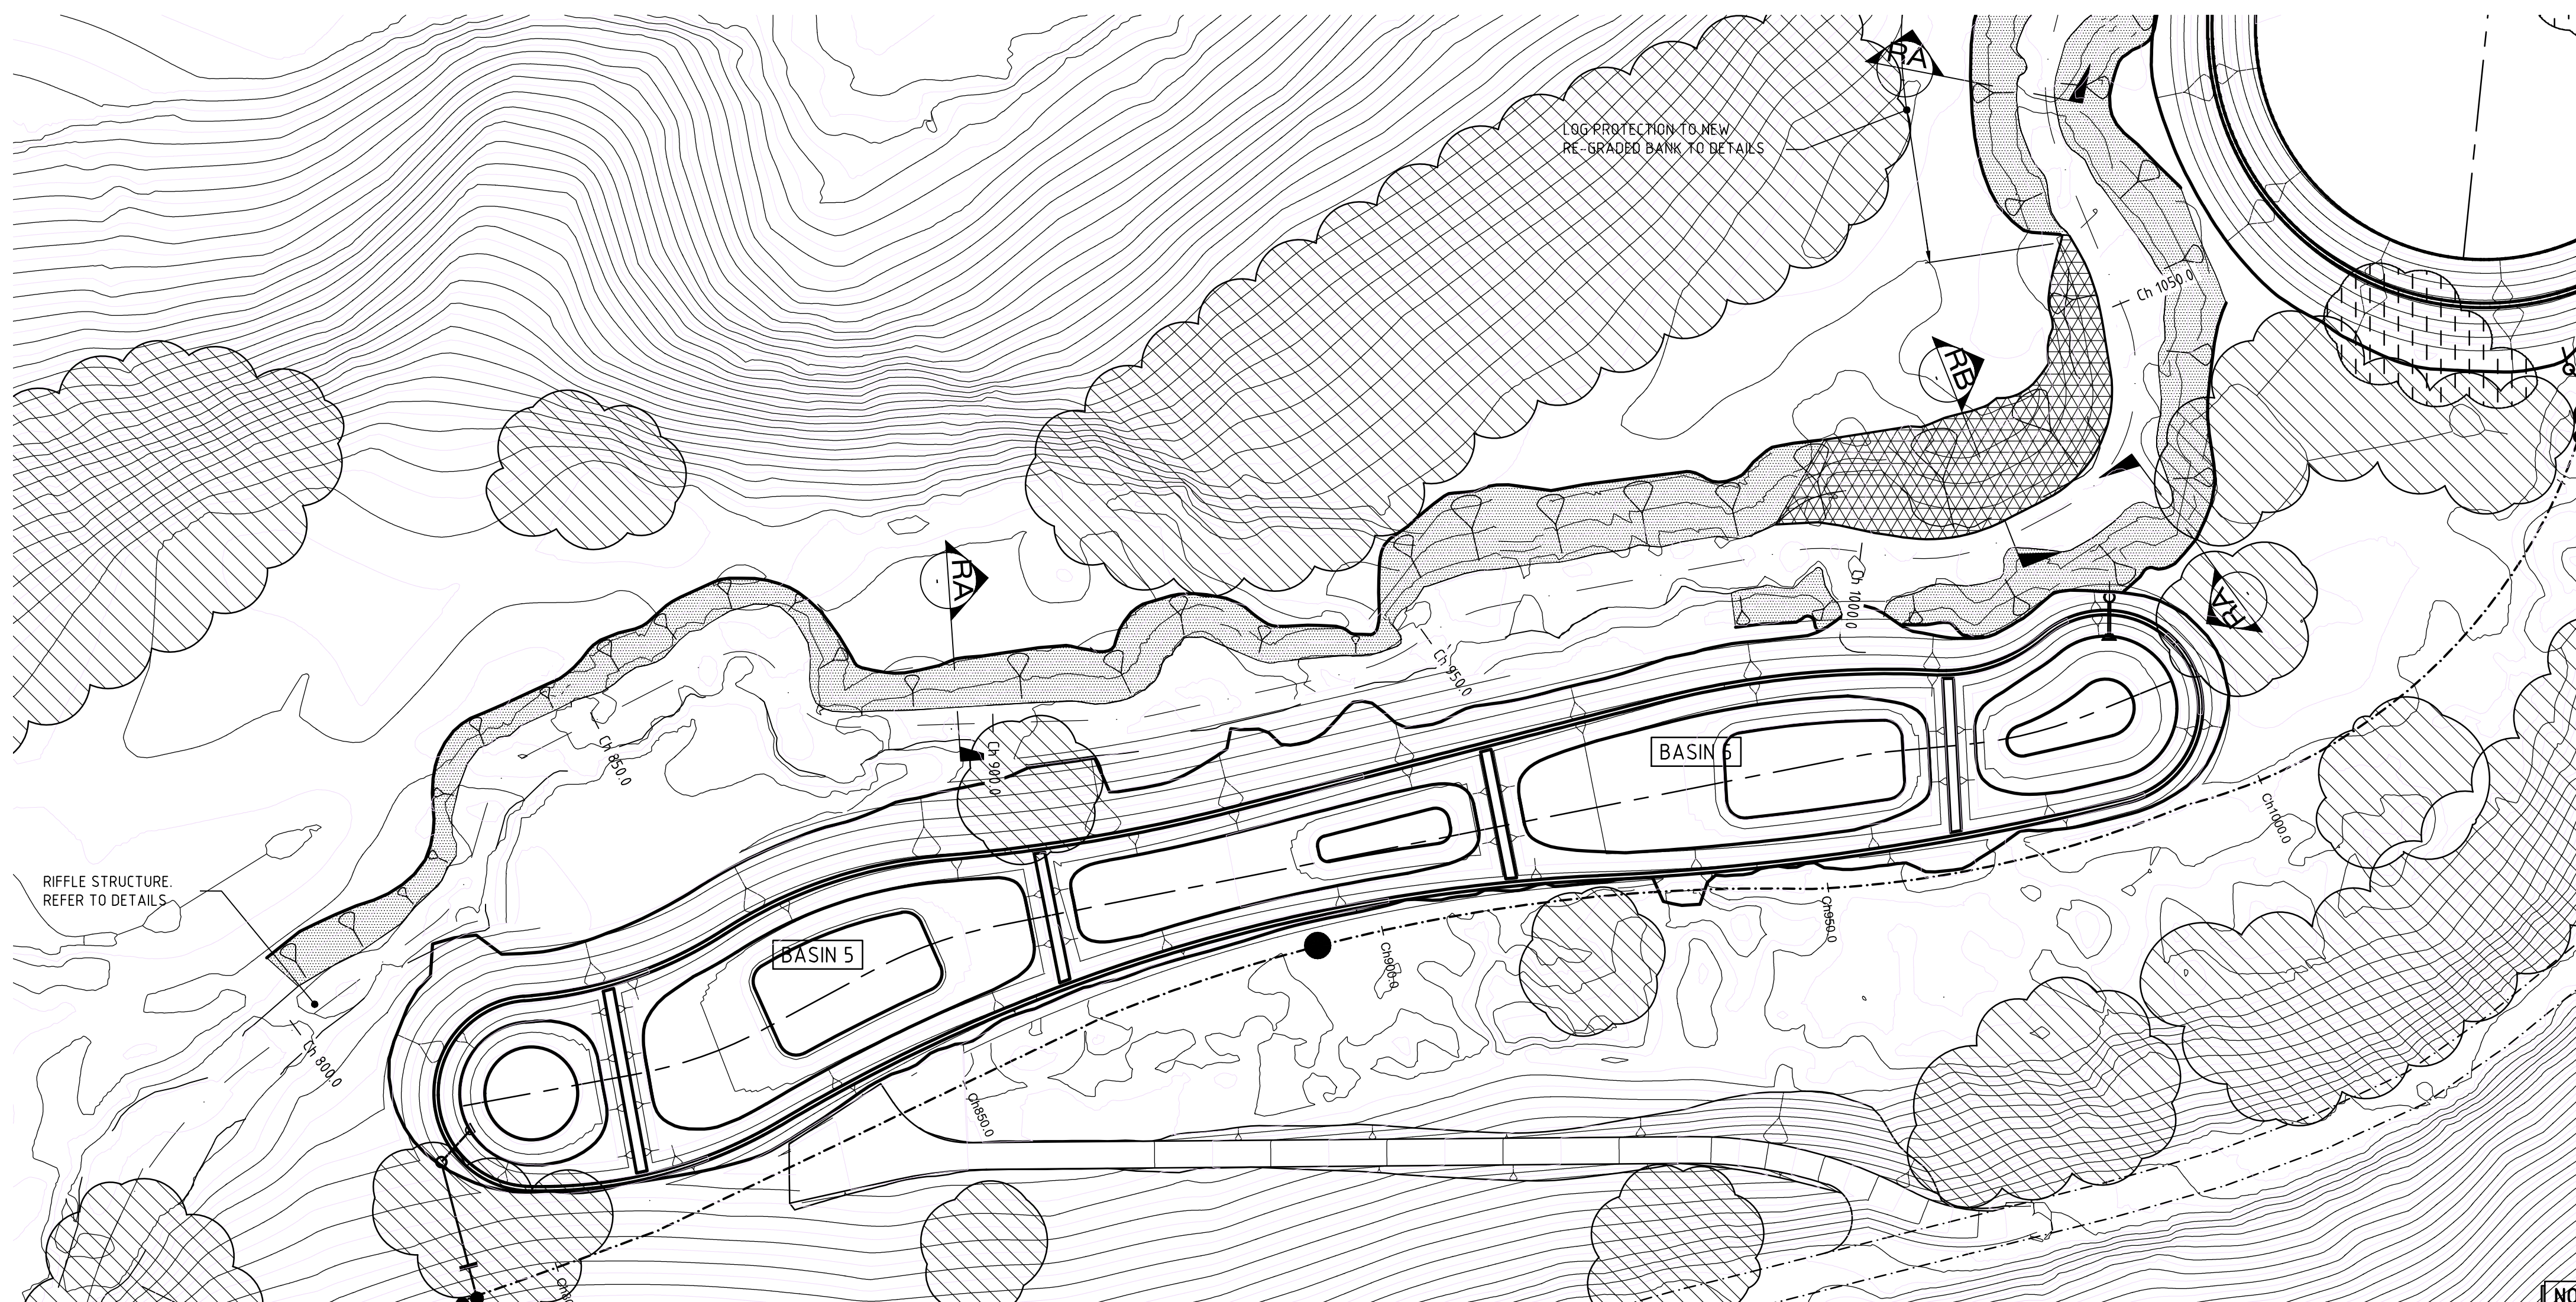 RA
LOG PROTECTION TO NEW
RE-GRADED BANK TO DETAILS
Ch 1050.0
RB
RA
Ch 1000.0
RA
Ch 950.0
Ch 850.0
Ch 900.0
BASIN 6
Ch1000.0
RIFFLE STRUCTURE.
REFER TO DETAILS
BASIN 5
Ch950.0
Ch900.0
Ch 800.0
Ch850.0